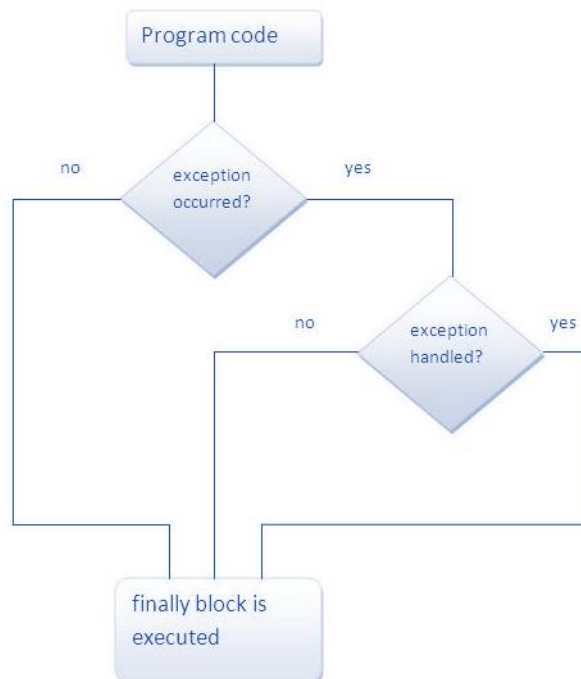 Program code
no
exception
occurred?
yes
no
exception
handled?
yes
finally block is
executed